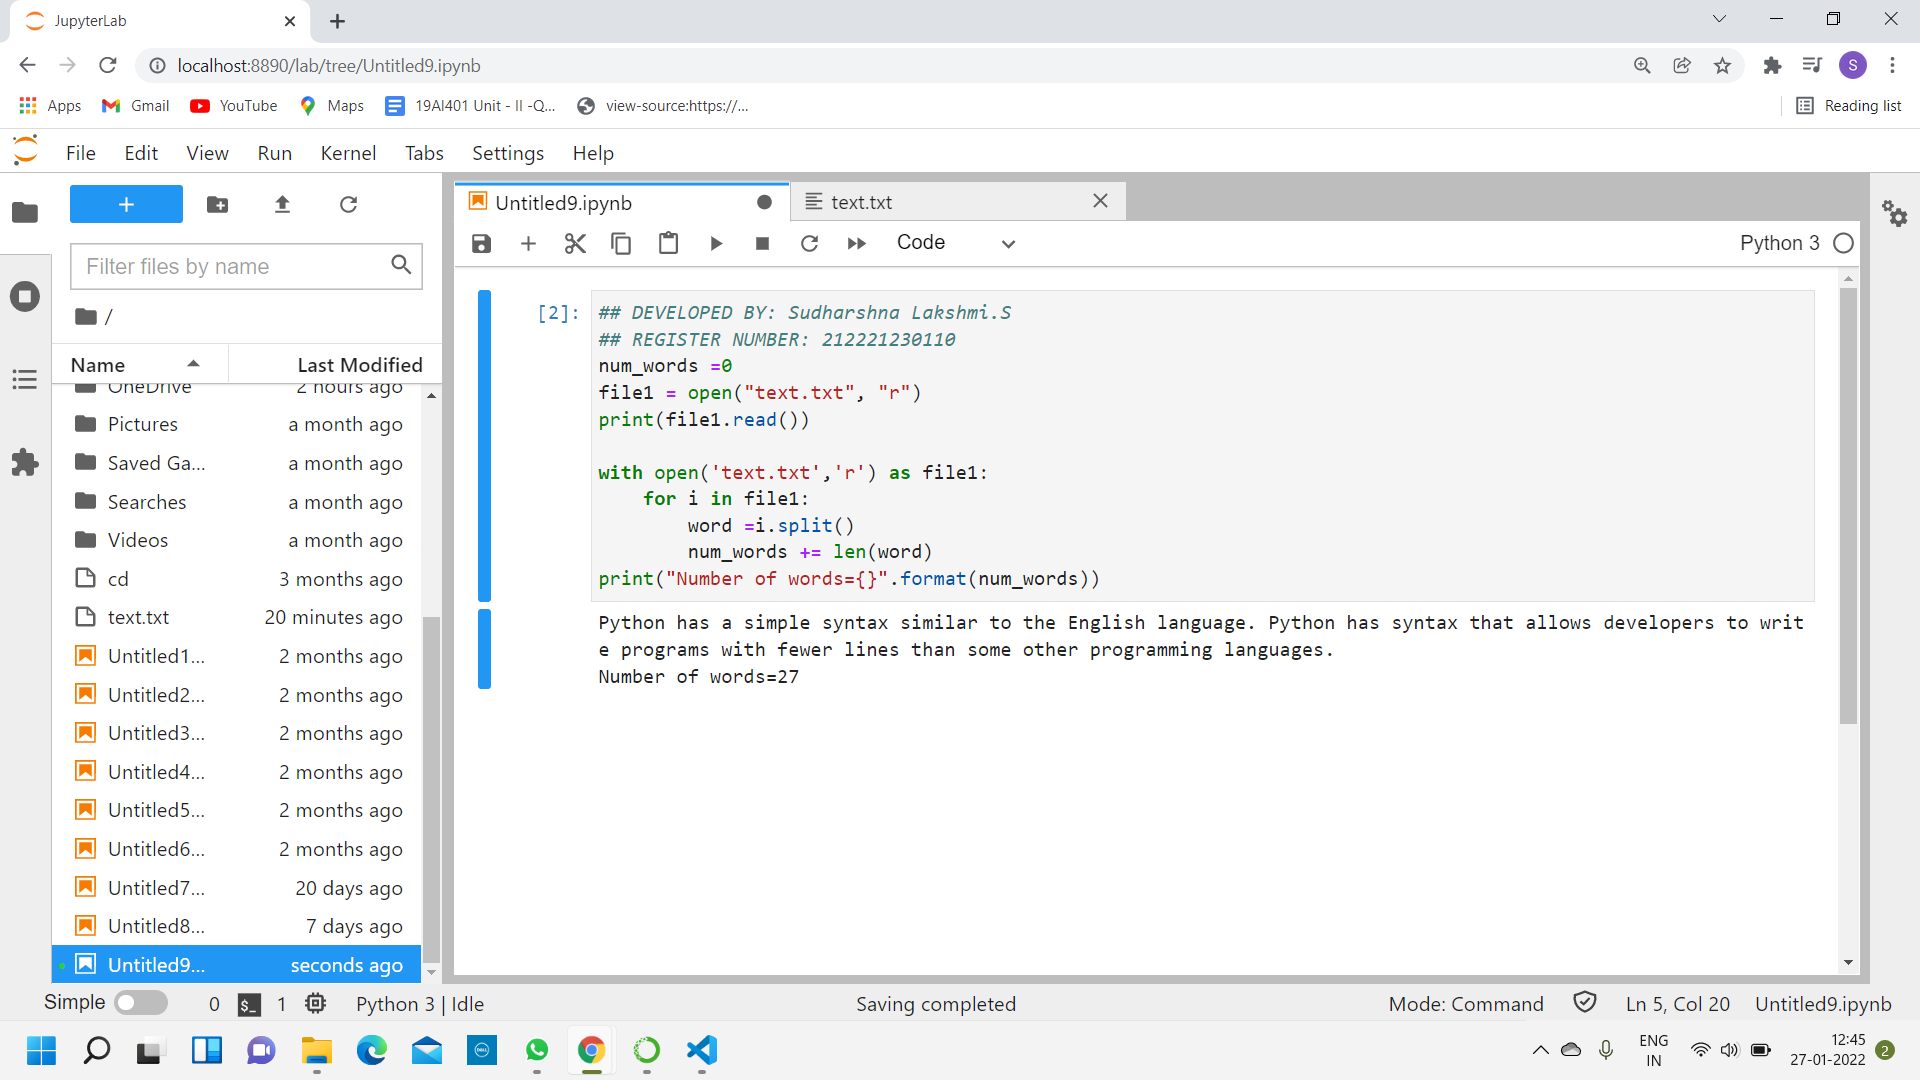 JupyterLab
localhost:8890/lab/tree/Untitled9.ipynb
S
Apps Gmail YouTube Maps 19AI401 Unit - II -Q... view-source:https://... Reading list
File Edit View Run Kernel Tabs Settings Help
+
Untitled9.ipynb
text.txt
Code
Python 3
Filter files by name
/
Name Last Modified
OneDrive 2 hours ago
Pictures a month ago
Saved Ga... a month ago
Searches a month ago
Videos a month ago
cd 3 months ago
text.txt 20 minutes ago
Untitled1... 2 months ago
Untitled2... 2 months ago
Untitled3... 2 months ago
Untitled4... 2 months ago
Untitled5... 2 months ago
Untitled6... 2 months ago
Untitled7... 20 days ago
Untitled8... 7 days ago
Untitled9... seconds ago
[2]: ## DEVELOPED BY: Sudharshna Lakshmi.S
## REGISTER NUMBER: 212221230110
num_words =0
file1 = open("text.txt", "r")
print(file1.read())
with open('text.txt','r') as file1:
    for i in file1:
        word =i.split()
        num_words += len(word)
print("Number of words={}".format(num_words))
Python has a simple syntax similar to the English language. Python has syntax that allows developers to writ
e programs with fewer lines than some other programming languages.
Number of words=27
Simple 0 $_ 1 Python 3 | Idle Saving completed Mode: Command Ln 5, Col 20 Untitled9.ipynb
DELL
ENG
IN
12:45
27-01-2022
2